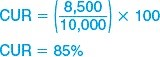 CUR = (8,500 / 10,000) × 100
CUR = 85%